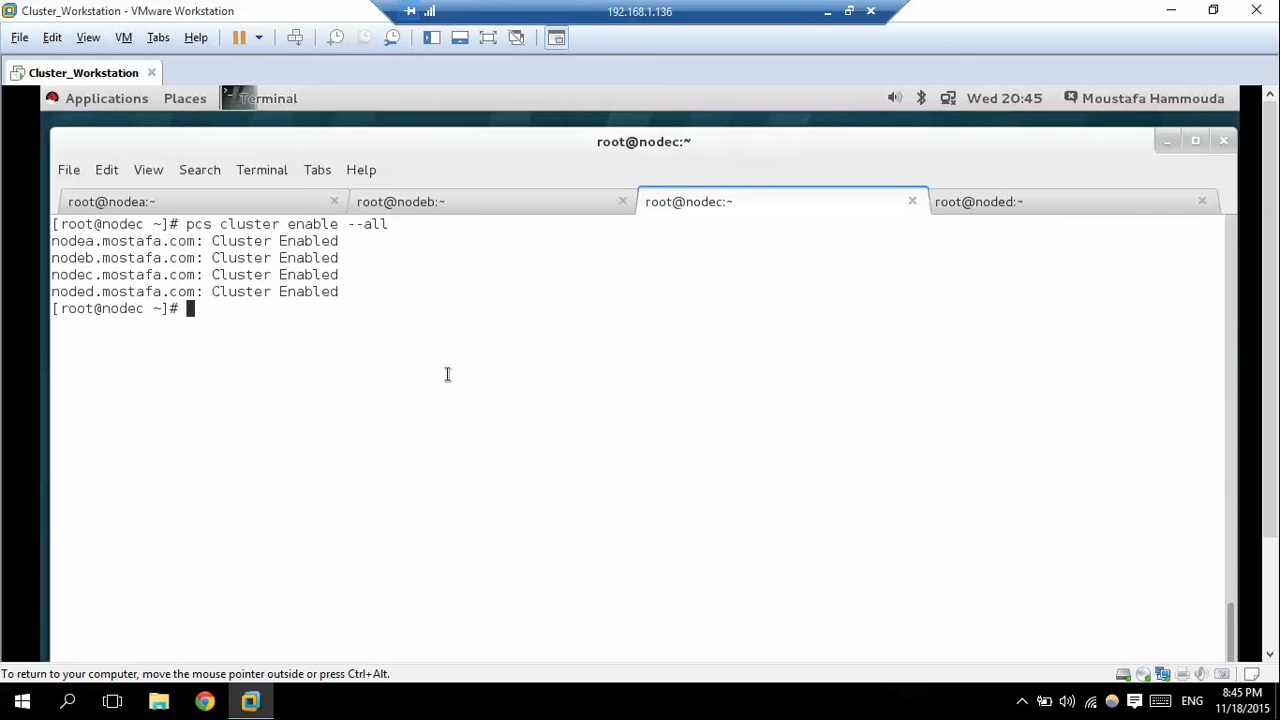 Cluster_Workstation - VMware Workstation
192.168.1.136
File Edit View VM Tabs Help
Cluster_Workstation
Applications Places Terminal Wed 20:45 Moustafa Hammouda
root@nodec:~
File Edit View Search Terminal Tabs Help
root@nodea:~ root@nodeb:~ root@nodec:~ root@noded:~
[root@nodec ~]# pcs cluster enable --all
nodea.mostafa.com: Cluster Enabled
nodeb.mostafa.com: Cluster Enabled
nodec.mostafa.com: Cluster Enabled
noded.mostafa.com: Cluster Enabled
[root@nodec ~]#
To return to your computer, move the mouse pointer outside or press Ctrl+Alt.
ENG
8:45 PM
11/18/2015